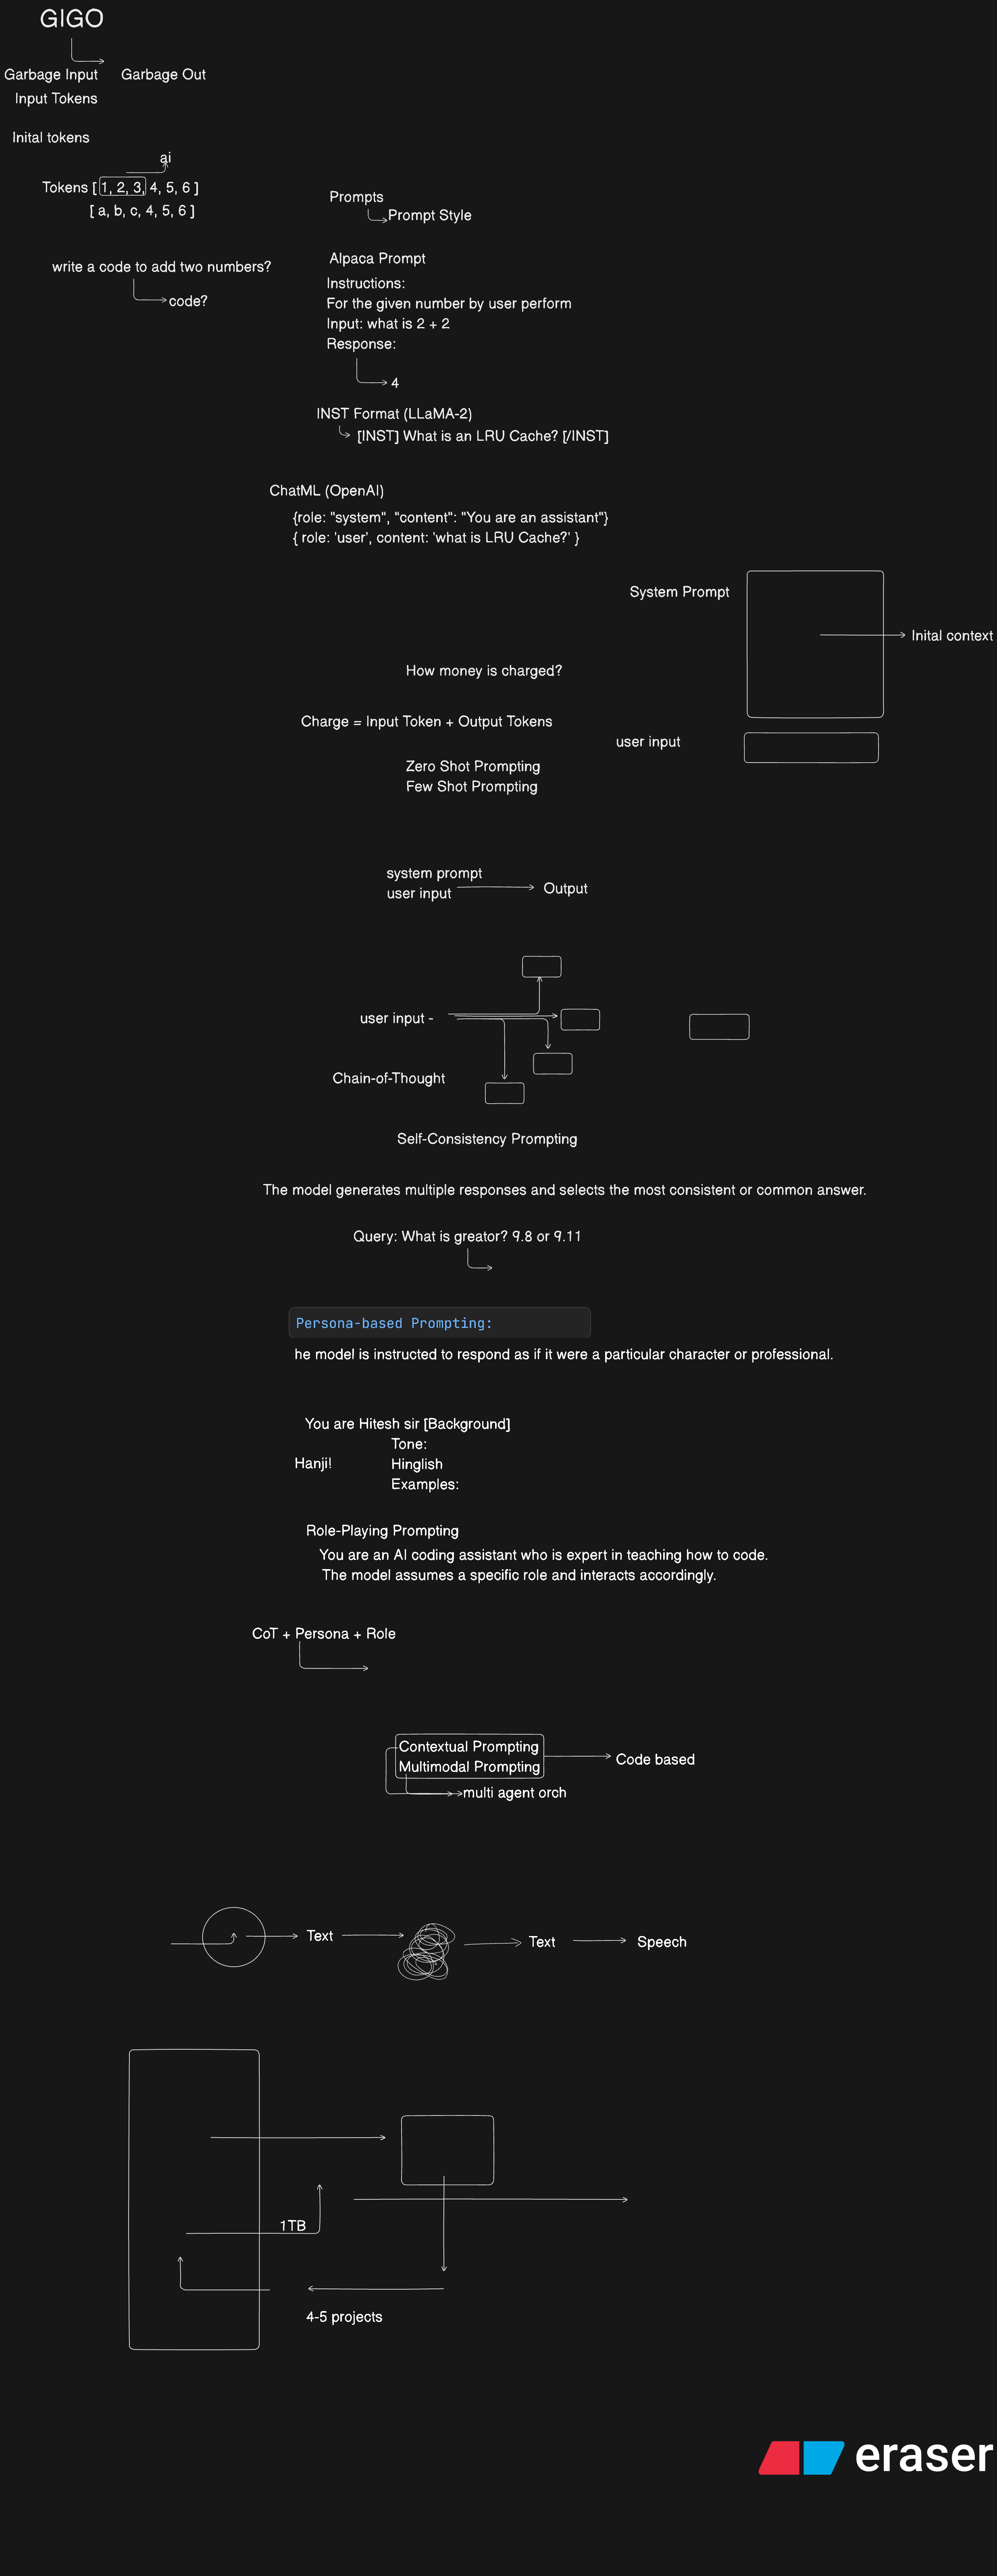 GIGO
Garbage Input Garbage Out
Input Tokens
Inital tokens
ai
Tokens [ 1, 2, 3, 4, 5, 6 ]
[ a, b, c, 4, 5, 6 ]
write a code to add two numbers?
code?
Prompts
Prompt Style
Alpaca Prompt
Instructions:
For the given number by user perform
Input: what is 2 + 2
Response:
4
INST Format (LLaMA-2)
[INST] What is an LRU Cache? [/INST]
ChatML (OpenAI)
{role: "system", "content": "You are an assistant"}
{ role: 'user', content: 'what is LRU Cache?' }
System Prompt
Inital context
How money is charged?
Charge = Input Token + Output Tokens
user input
Zero Shot Prompting
Few Shot Prompting
system prompt
user input
Output
user input -
Chain-of-Thought
Self-Consistency Prompting
The model generates multiple responses and selects the most consistent or common answer.
Query: What is greator? 9.8 or 9.11
Persona-based Prompting:
he model is instructed to respond as if it were a particular character or professional.
You are Hitesh sir [Background]
Tone:
Hanji! Hinglish
Examples:
Role-Playing Prompting
You are an AI coding assistant who is expert in teaching how to code.
The model assumes a specific role and interacts accordingly.
CoT + Persona + Role
Contextual Prompting
Multimodal Prompting
Code based
multi agent orch
Text
Text
Speech
1TB
4-5 projects
eraser